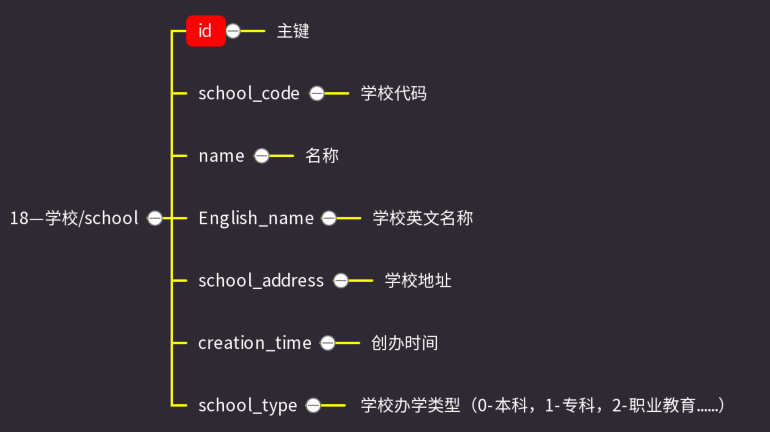 id 主键
school_code 学校代码
name 名称
18—学校/school English_name 学校英文名称
school_address 学校地址
creation_time 创办时间
school_type 学校办学类型（0-本科，1-专科，2-职业教育……）